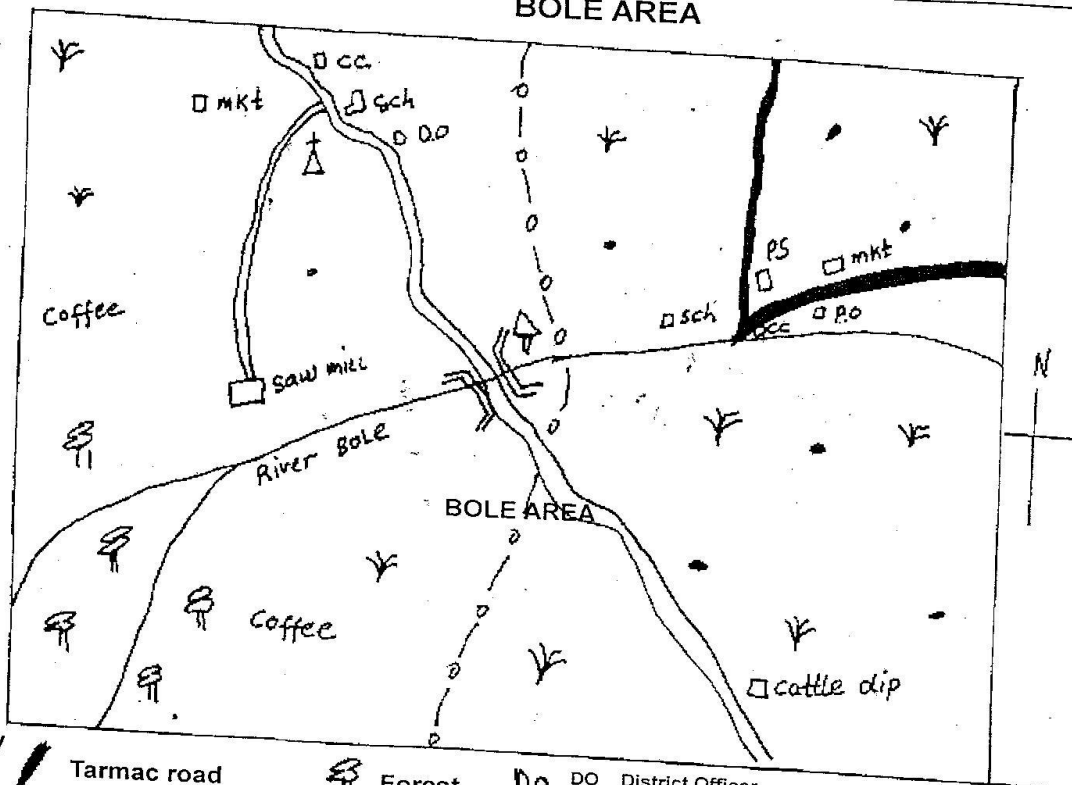 BOLE AREA
CC
mkt
Sch
D.O
PS
mkt
Coffee
Sch
CC
P.O
Saw mill
N
River BOLE
BOLE AREA
Coffee
Cattle dip
Tarmac road
Forest
DO
DO District Officer